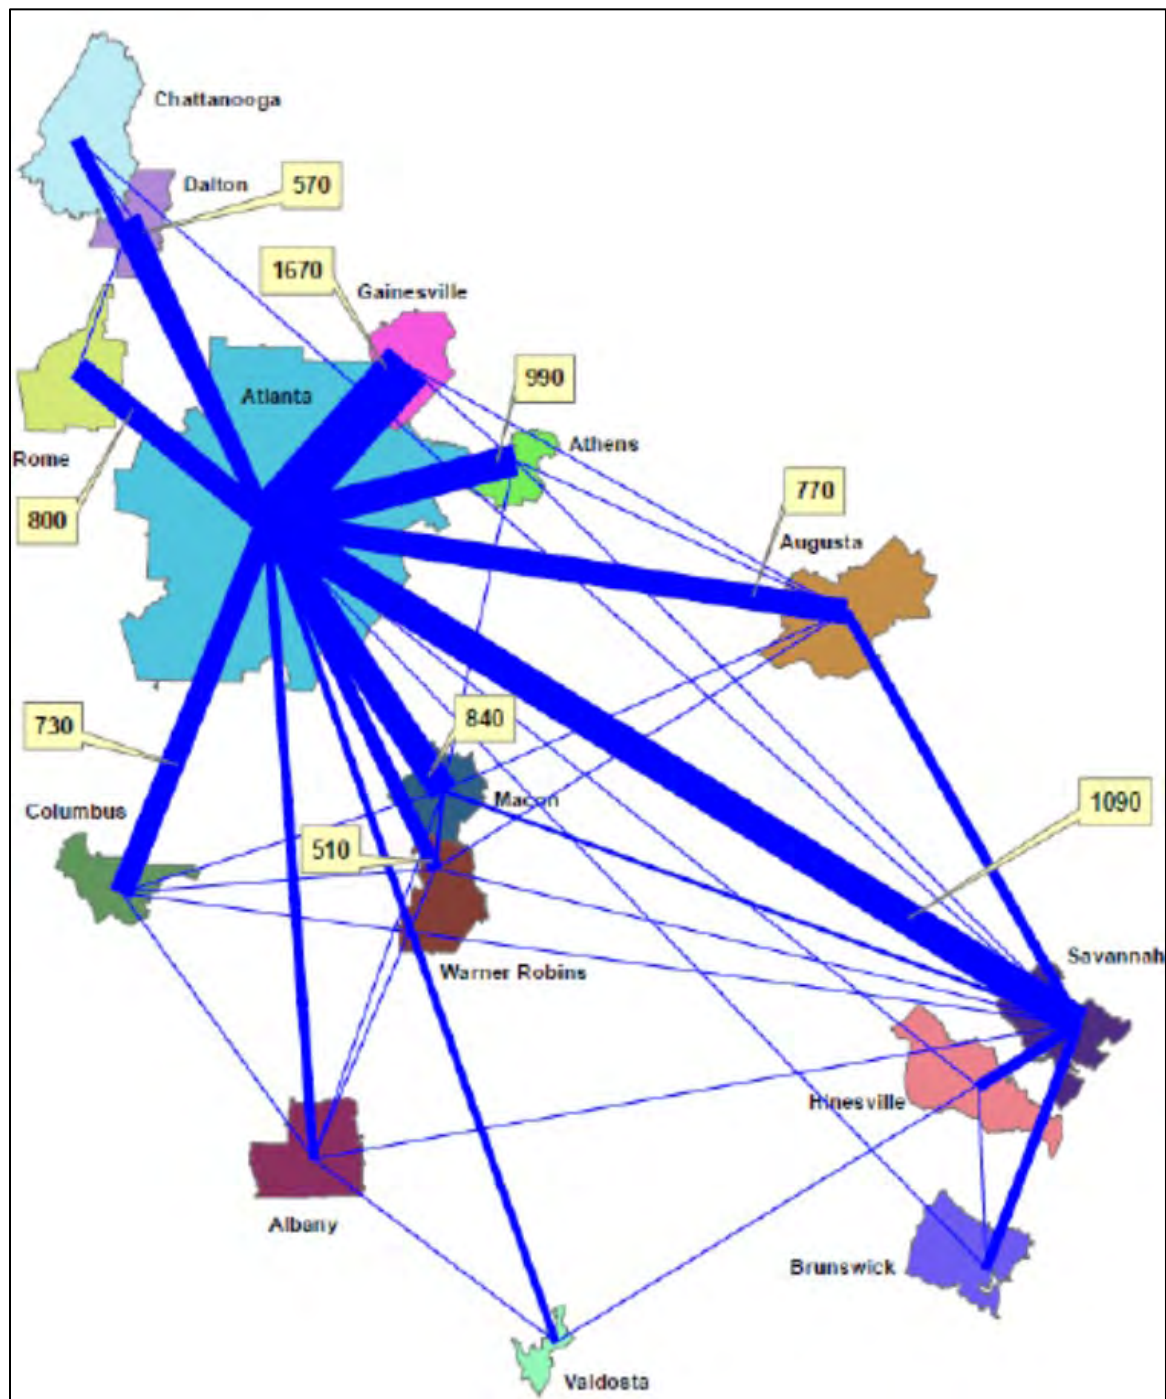 Chattanooga
Dalton
570
1670
Gainesville
990
Atlanta
Athens
Rome
770
800
Augusta
730
840
1090
Columbus
Macon
510
Savannah
Warner Robins
Hinesville
Albany
Brunswick
Valdosta